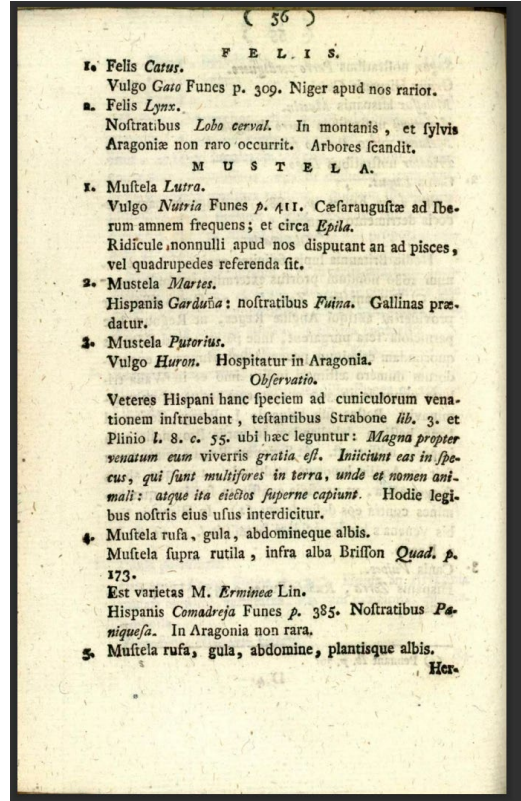 ( 56 )
FELIS.
1. Felis Catus.
Vulgo Gato Funes p. 309. Niger apud nos rarior.
2. Felis Lynx.
Noſtratibus Lobo cerval. In montanis, et ſylvis
Aragoniæ non raro occurrit. Arbores ſcandit.
MUSTELA.
1. Muſtela Lutra.
Vulgo Nutria Funes p. 411. Cæſarauguſtæ ad Ibe-
rum amnem frequens; et circa Epila.
Ridicule nonnulli apud nos disputant an ad pisces,
vel quadrupedes referenda ſit.
2. Mustela Martes.
Hispanis Garduña: noſtratibus Fuina. Gallinas præ-
datur.
3. Mustela Putorius.
Vulgo Huron. Hospitatur in Aragonia.
Obſervatio.
Veteres Hispani hanc ſpeciem ad cuniculorum vena-
tionem inſtruebant, teſtantibus Strabone lib. 3. et
Plinio l. 8. c. 55. ubi hæc leguntur: Magna propter
venatum eum viverris gratia eſt. Iniiciunt eas in ſpe-
cus, qui ſunt multifores in terra, unde et nomen ani-
mali: atque ita eiectos ſuperne capiunt. Hodie legi-
bus noſtris eius uſus interdicitur.
4. Muſtela rufa, gula, abdomineque albis.
Muſtela ſupra rutila, infra alba Briſſon Quad. p.
173.
Eſt varietas M. Ermineæ Lin.
Hispanis Comadreja Funes p. 385. Noſtratibus Pa-
niqueſa. In Aragonia non rara.
5. Muſtela rufa, gula, abdomine, plantisque albis.
Her-